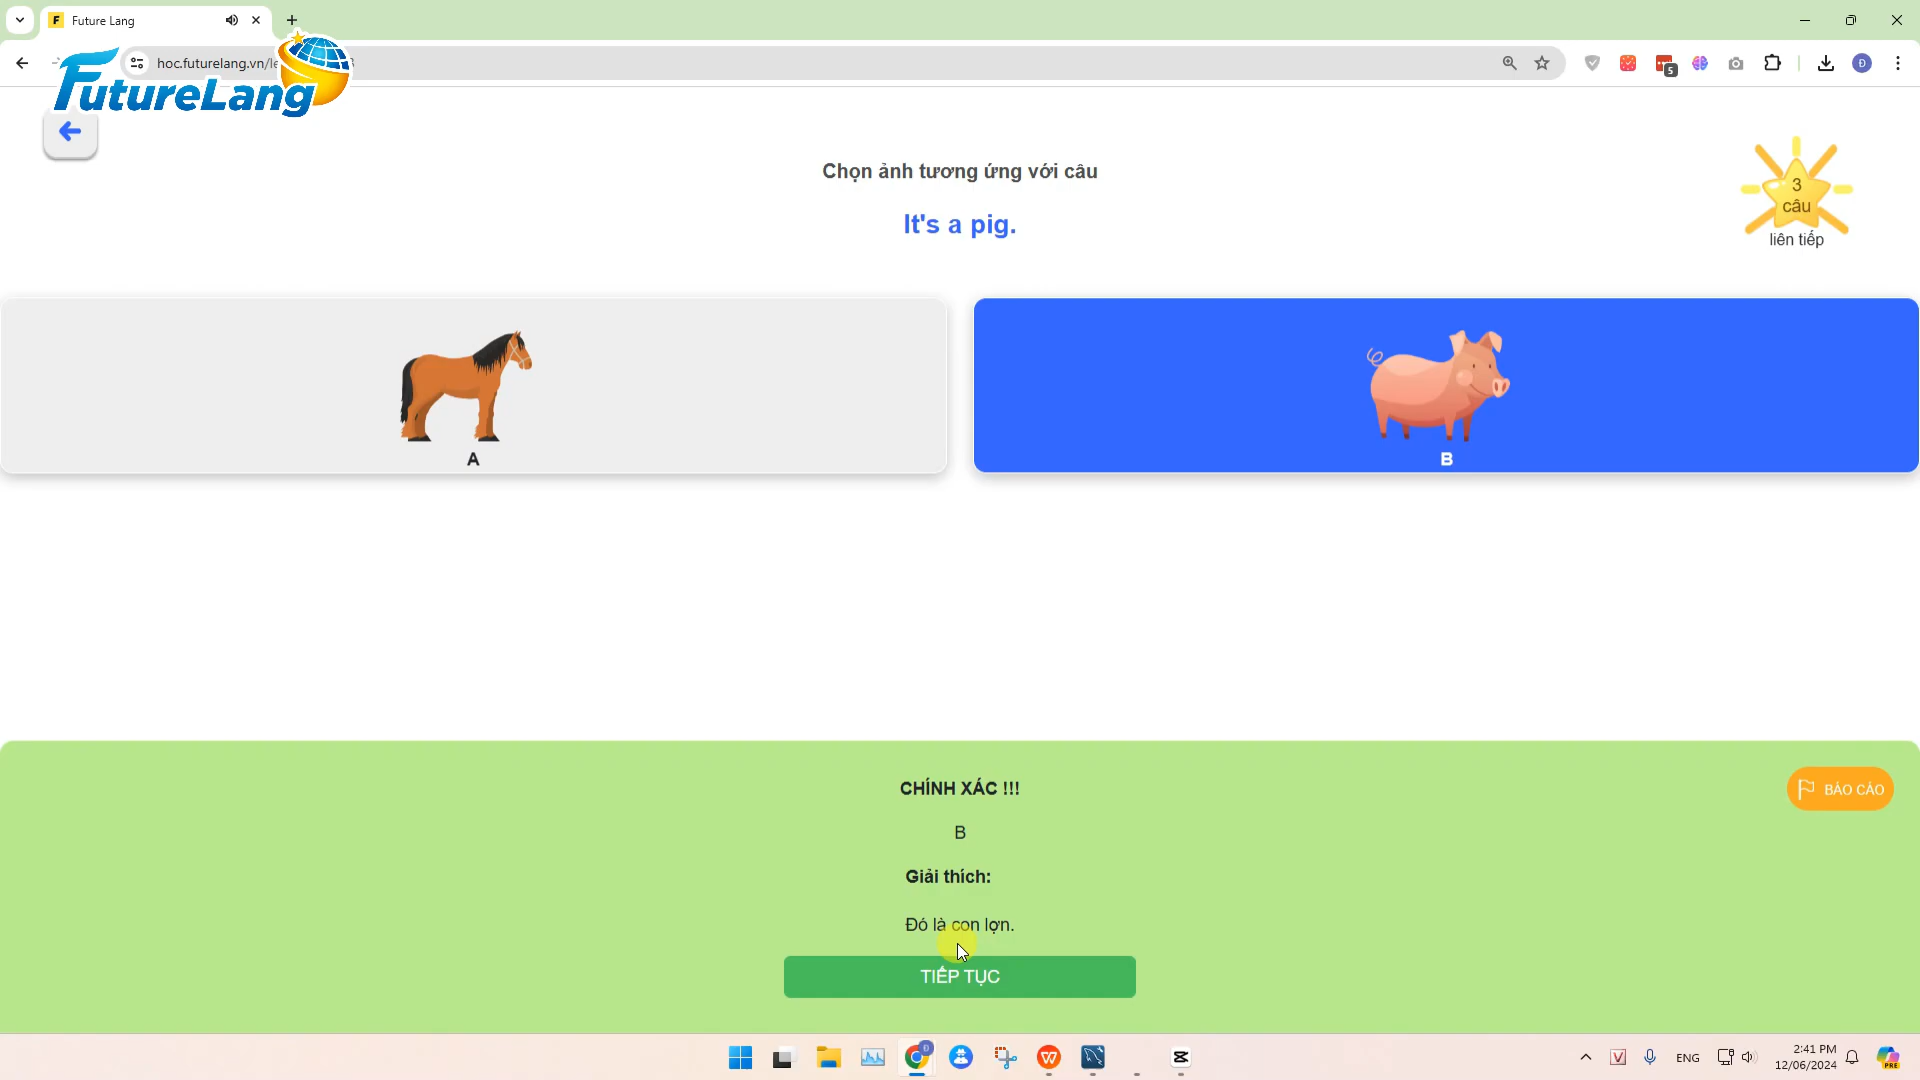 F Future Lang
hoc.futurelang.vn/le
FutureLang
Chọn ảnh tương ứng với câu
It's a pig.
3
câu
liên tiếp
A
B
CHÍNH XÁC !!!
BÁO CÁO
B
Giải thích:
Đó là con lợn.
TIẾP TỤC
ENG
2:41 PM
12/06/2024